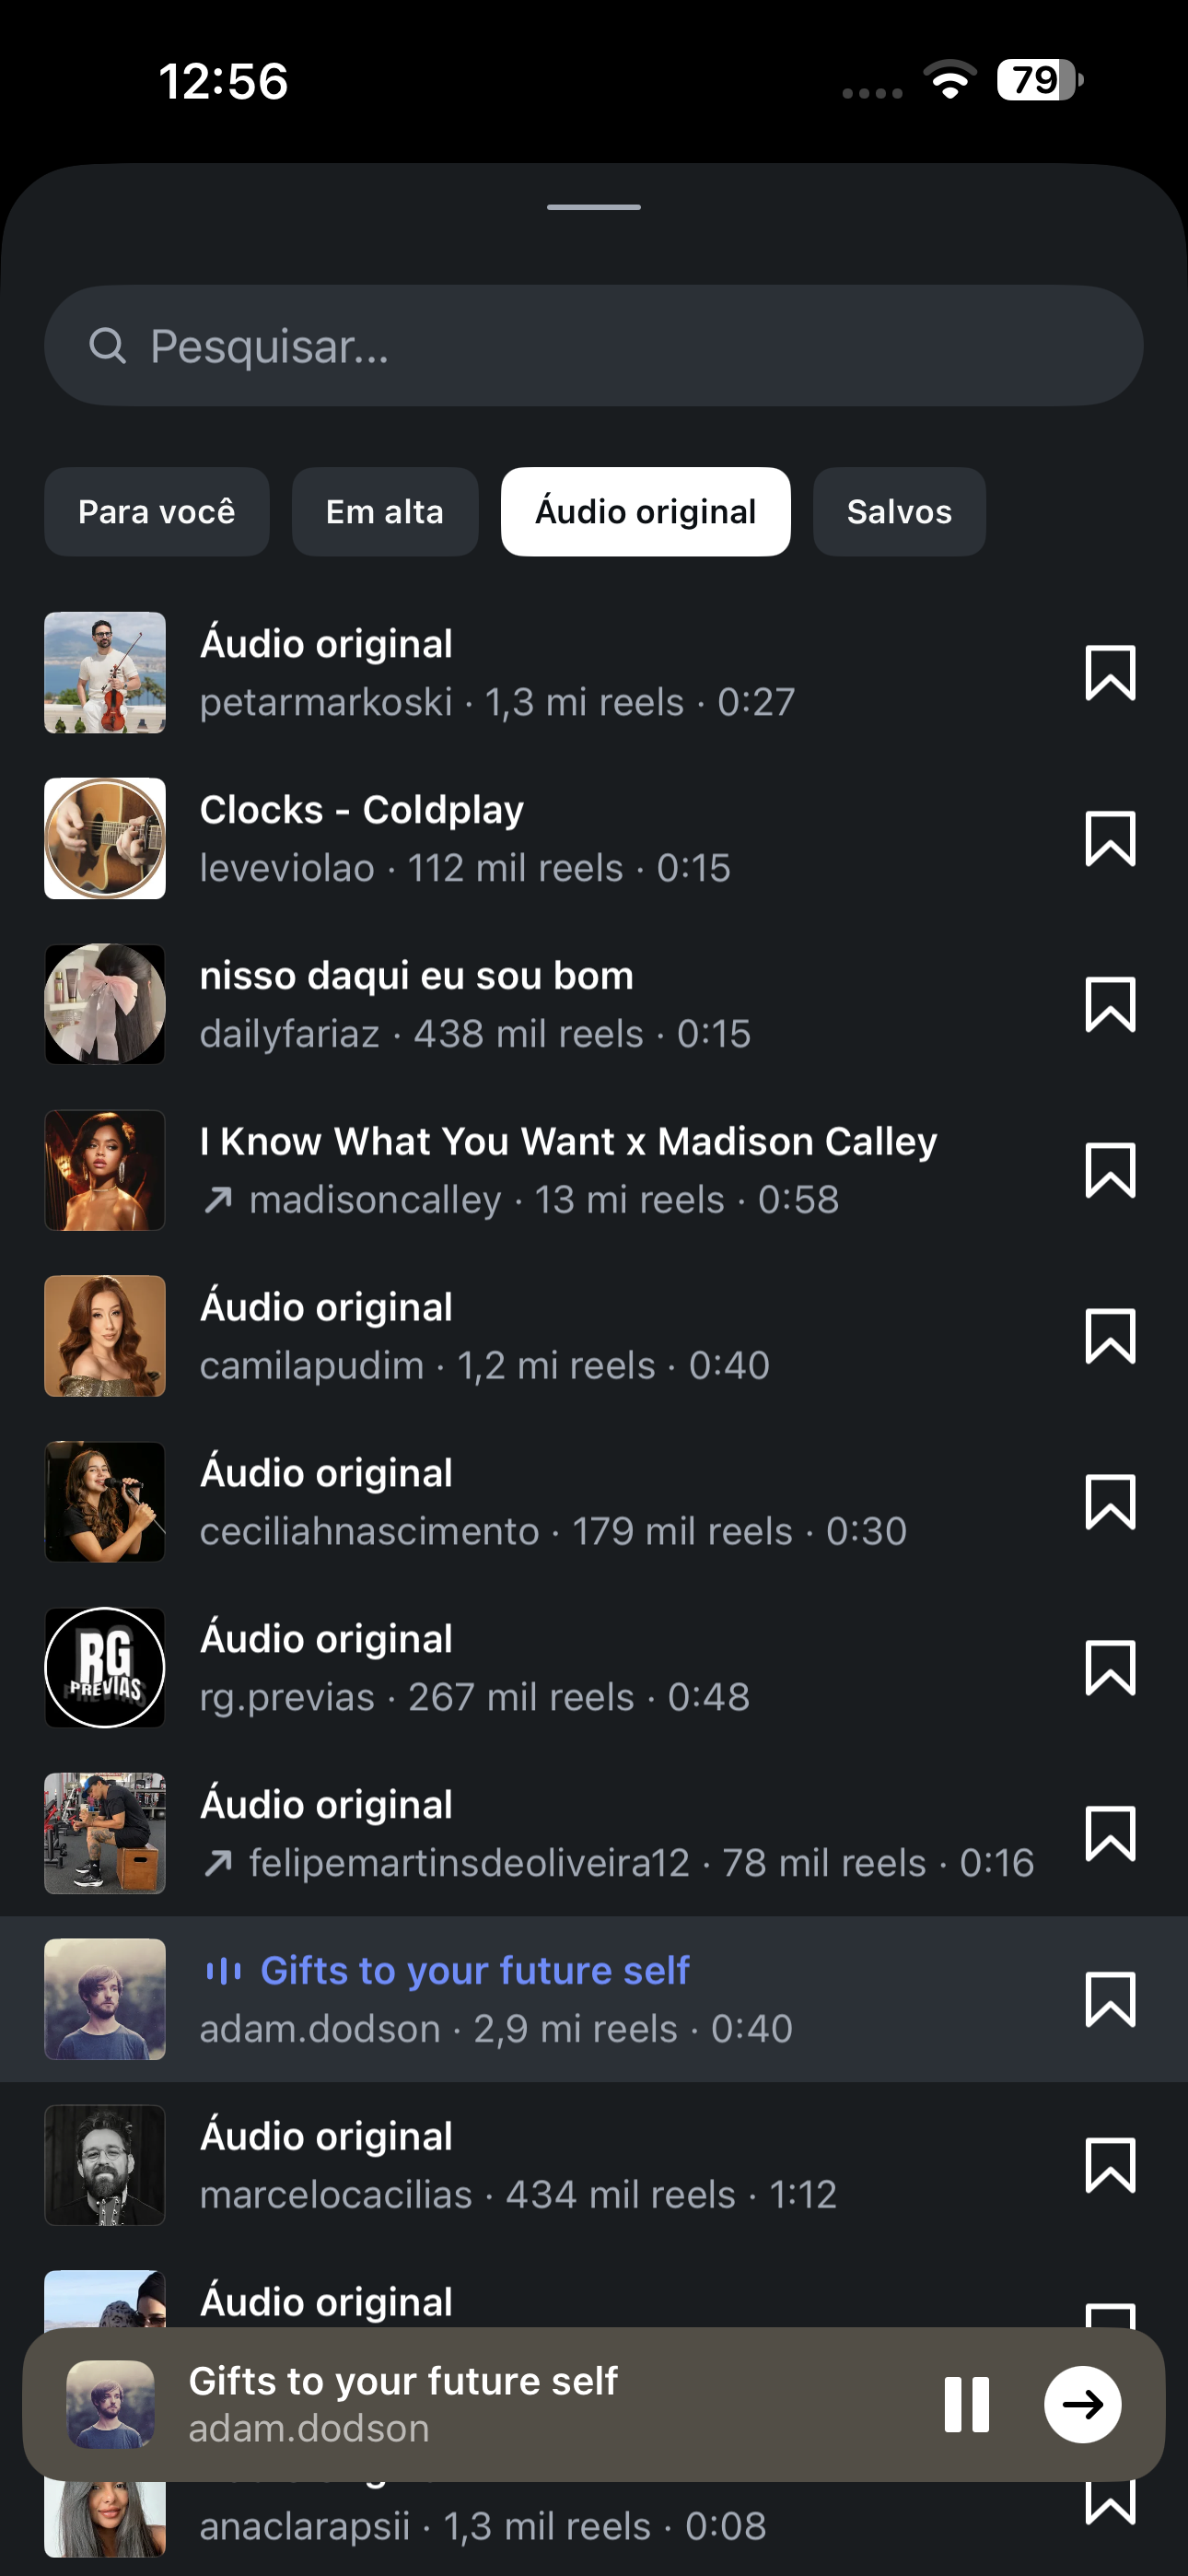 12:56
79
Pesquisar...
Para você
Em alta
Áudio original
Salvos
Áudio original
petarmarkoski · 1,3 mi reels · 0:27
Clocks - Coldplay
leveviolao · 112 mil reels · 0:15
nisso daqui eu sou bom
dailyfariaz · 438 mil reels · 0:15
I Know What You Want x Madison Calley
madisoncalley · 13 mi reels · 0:58
Áudio original
camilapudim · 1,2 mi reels · 0:40
Áudio original
ceciliahnascimento · 179 mil reels · 0:30
RG
PREVIAS
Áudio original
rg.previas · 267 mil reels · 0:48
Áudio original
felipemartinsdeoliveira12 · 78 mil reels · 0:16
Gifts to your future self
adam.dodson · 2,9 mi reels · 0:40
Áudio original
marcelocacilias · 434 mil reels · 1:12
Áudio original
Gifts to your future self
adam.dodson
anaclarapsii · 1,3 mil reels · 0:08